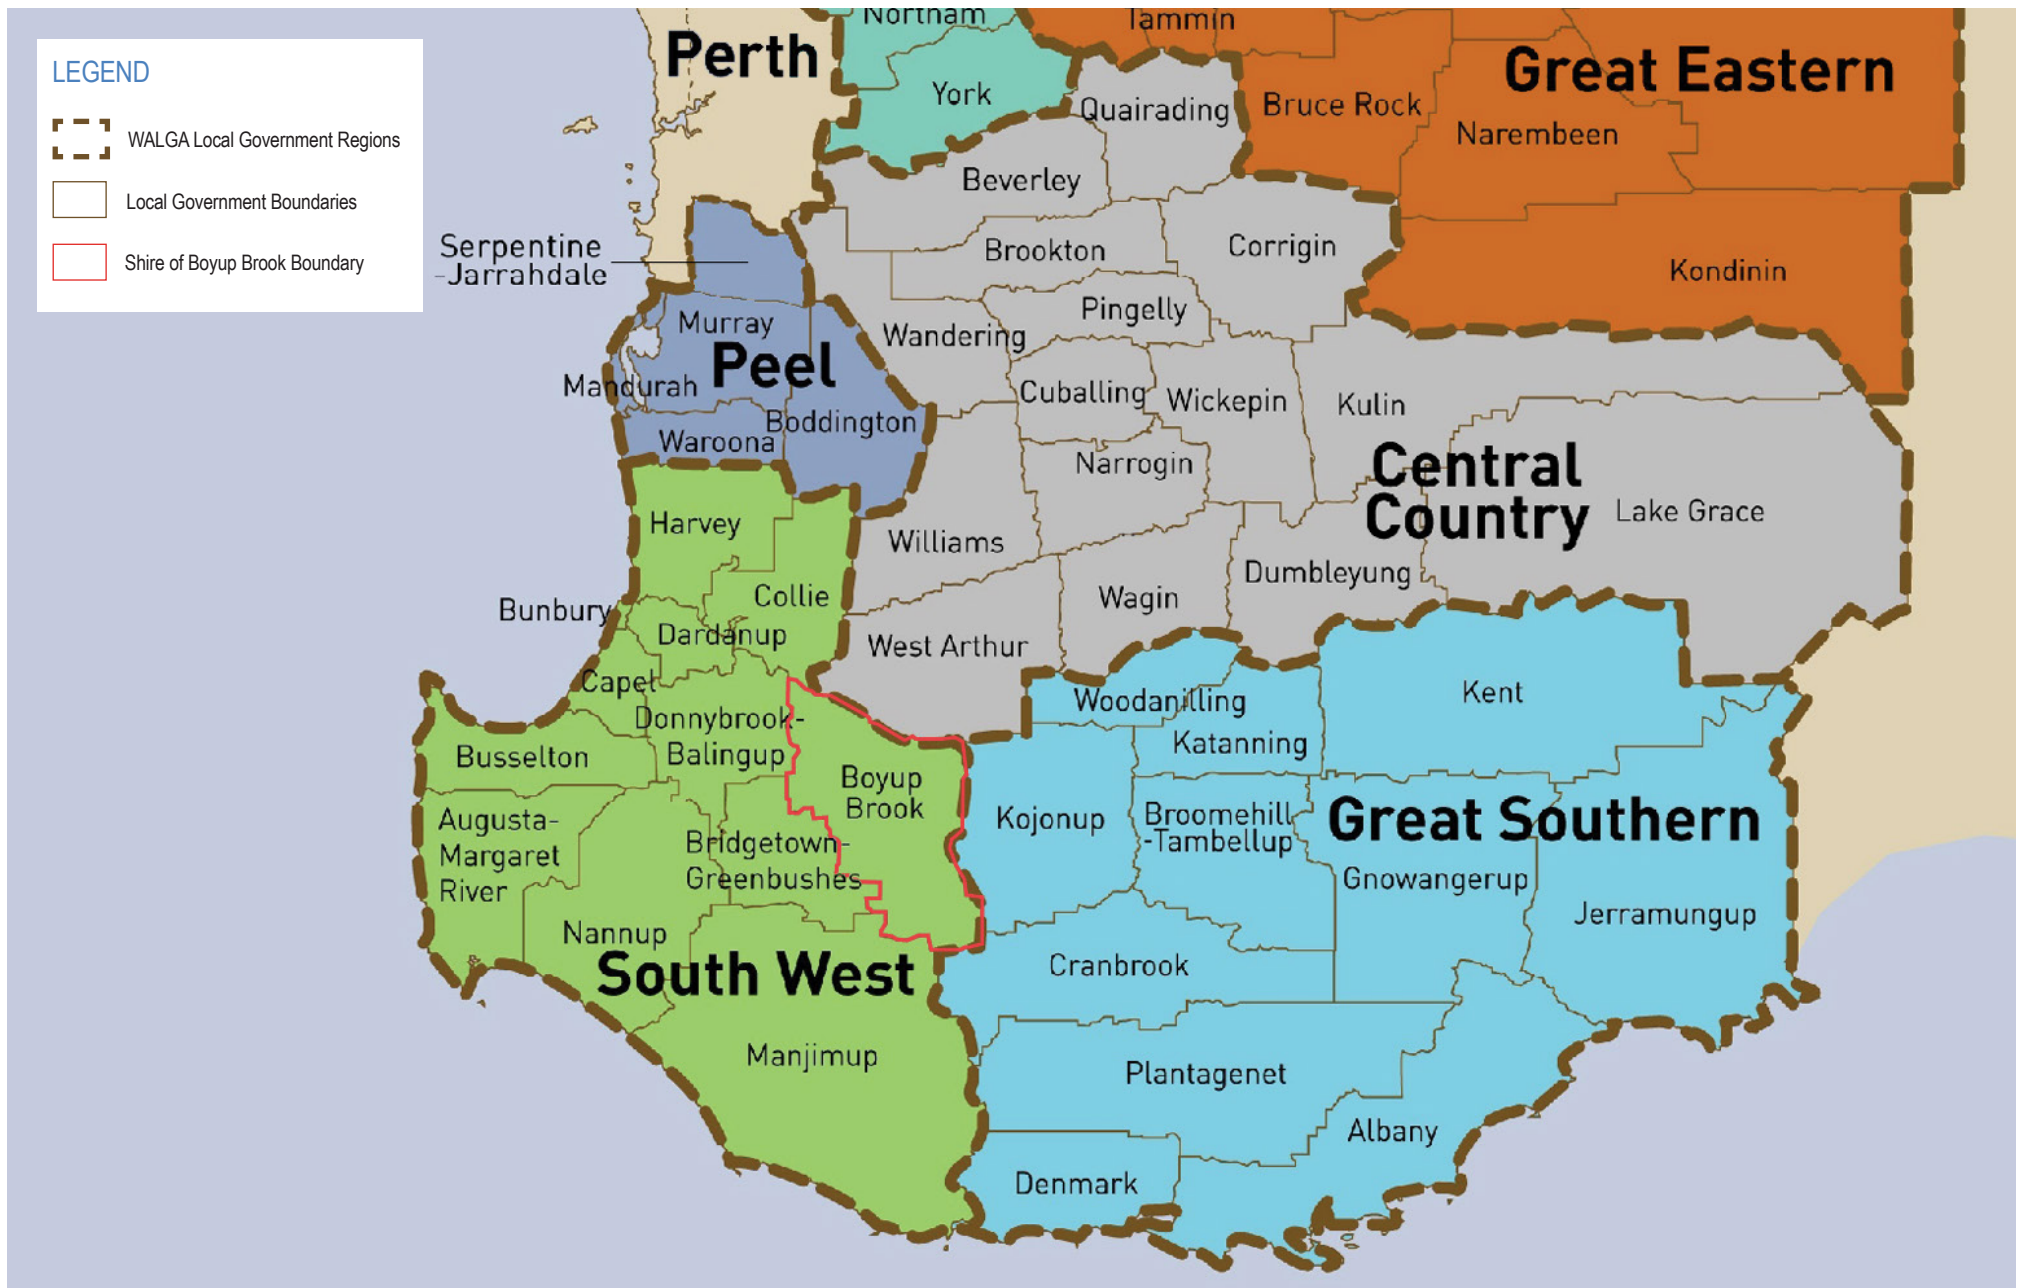 LEGEND
WALGA Local Government Regions
Local Government Boundaries
Shire of Boyup Brook Boundary
Northam
Tammin
Perth
Great Eastern
York
Quairading
Bruce Rock
Narembeen
Beverley
Serpentine
-Jarrahdale
Brookton
Corrigin
Kondinin
Murray
Pingelly
Wandering
Peel
Mandurah
Cuballing
Wickepin
Kulin
Boddington
Waroona
Narrogin
Central
Country
Lake Grace
Harvey
Williams
Dumbleyung
Collie
Wagin
Bunbury
Dardanup
West Arthur
Capel
Woodanilling
Kent
Donnybrook-
Balingup
Katanning
Busselton
Boyup
Brook
Augusta-
Margaret
River
Kojonup
Broomehill
-Tambellup
Great Southern
Bridgetown-
Greenbushes
Gnowangerup
Jerramungup
Nannup
South West
Cranbrook
Manjimup
Plantagenet
Albany
Denmark